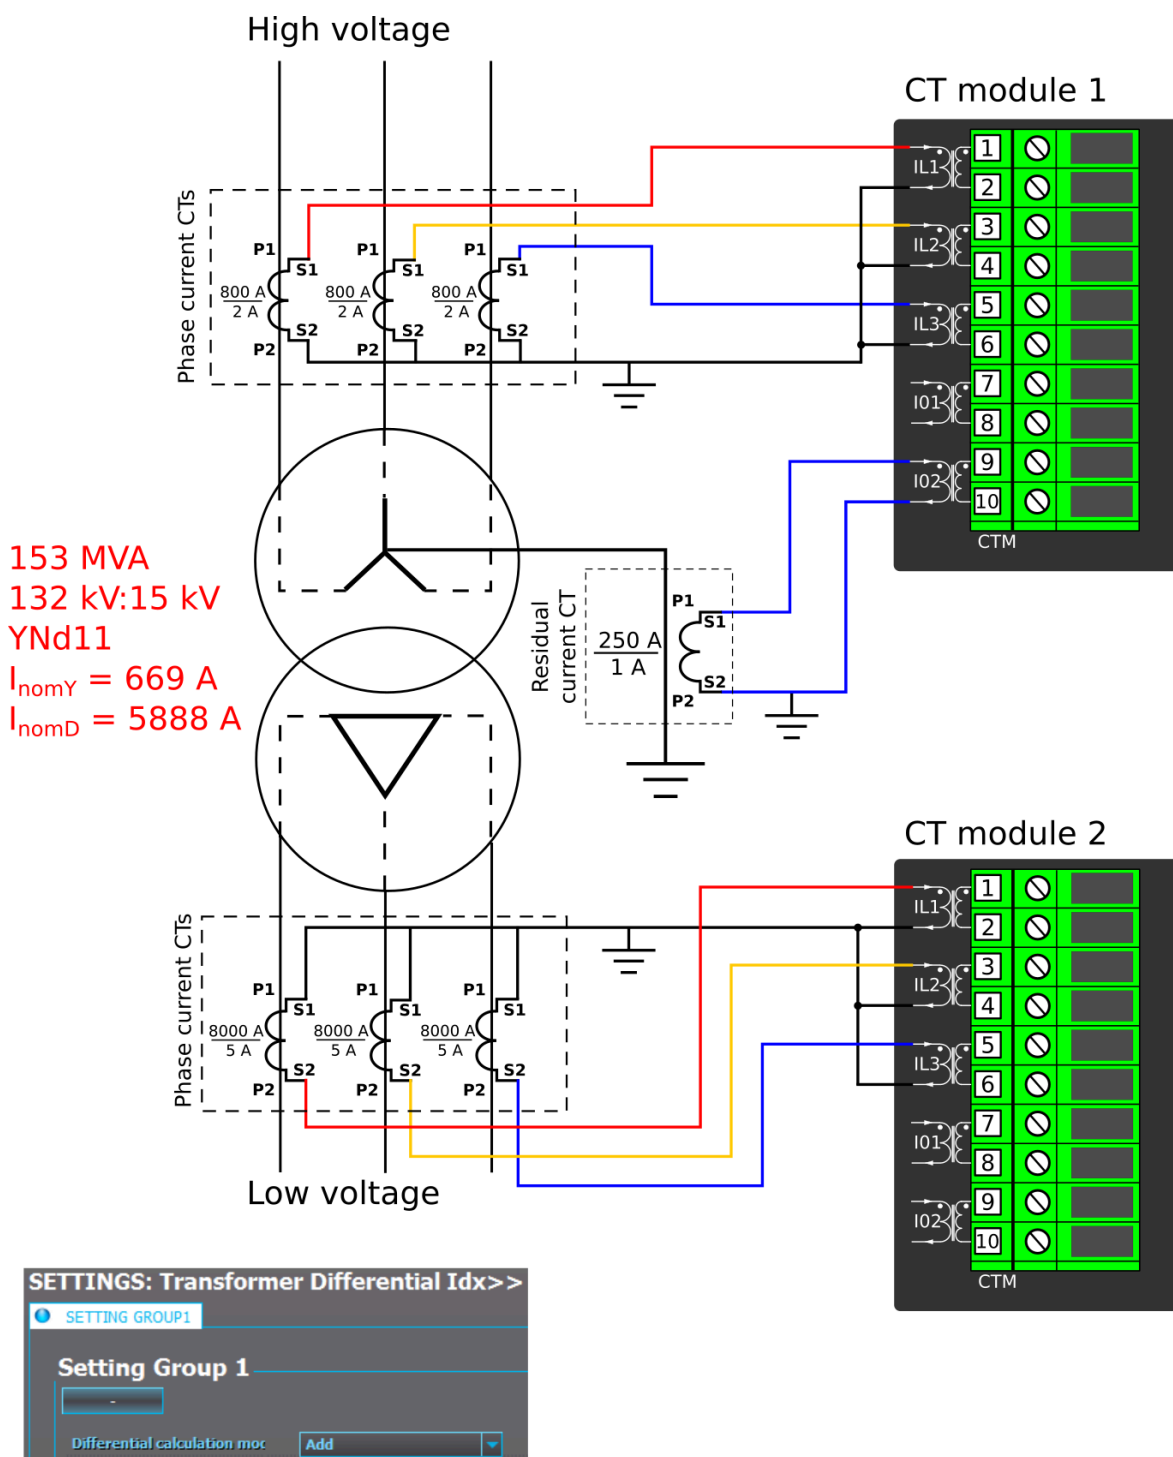 High voltage
CT module 1
Phase current CTs
P1
S1
800 A
2 A
S2
P2
P1
S1
800 A
2 A
S2
P2
P1
S1
800 A
2 A
S2
P2
IL1
1
2
IL2
3
4
IL3
5
6
I01
7
8
I02
9
10
CTM
153 MVA
132 kV:15 kV
YNd11
InomY = 669 A
InomD = 5888 A
Residual
current CT
P1
S1
250 A
1 A
S2
P2
CT module 2
Phase current CTs
P1
S1
8000 A
5 A
S2
P2
P1
S1
8000 A
5 A
S2
P2
P1
S1
8000 A
5 A
S2
P2
IL1
1
2
IL2
3
4
IL3
5
6
I01
7
8
I02
9
10
CTM
Low voltage
SETTINGS: Transformer Differential Idx>>
SETTING GROUP1
Setting Group 1
-
Differential calculation moc
Add